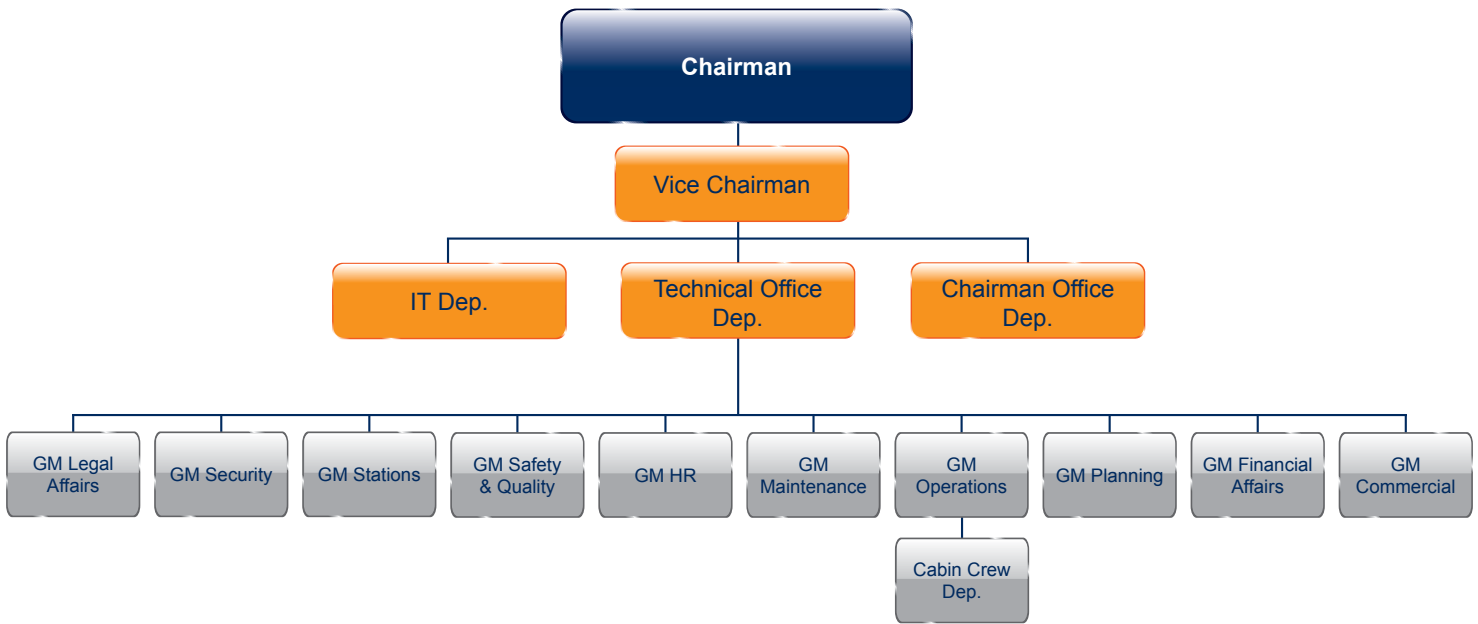 Chairman
Vice Chairman
IT Dep.
Technical Office
Dep.
Chairman Office
Dep.
GM Legal
Affairs
GM Security
GM Stations
GM Safety
& Quality
GM HR
GM
Maintenance
GM
Operations
GM Planning
GM Financial
Affairs
GM
Commercial
Cabin Crew
Dep.